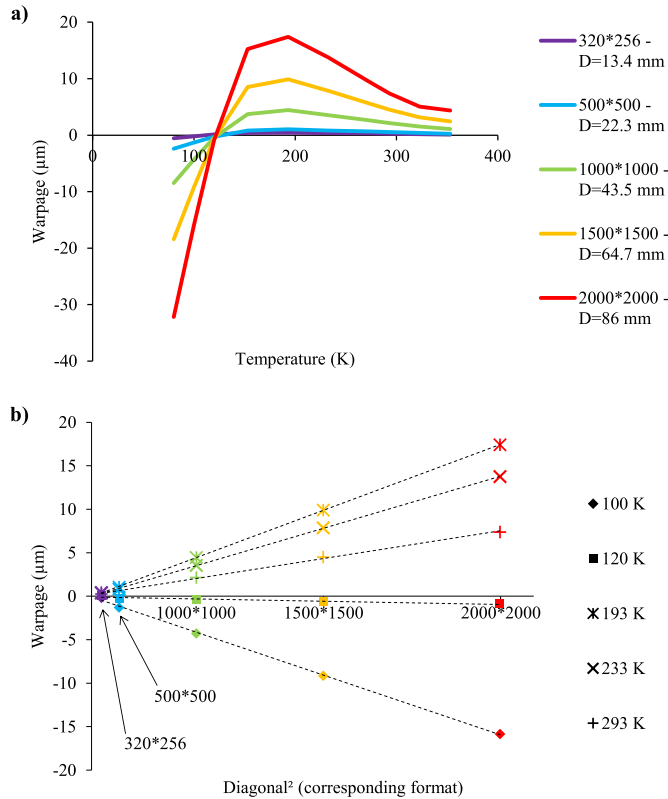 a)
20
10
0
-10
-20
-30
-40
0
100
200
300
400
Warpage (µm)
Temperature (K)
320*256 -
D=13.4 mm
500*500 -
D=22.3 mm
1000*1000 -
D=43.5 mm
1500*1500 -
D=64.7 mm
2000*2000 -
D=86 mm
b)
20
15
10
5
0
-5
-10
-15
-20
Warpage (µm)
1000*1000
1500*1500
2000*2000
500*500
320*256
Diagonal² (corresponding format)
100 K
120 K
193 K
233 K
293 K